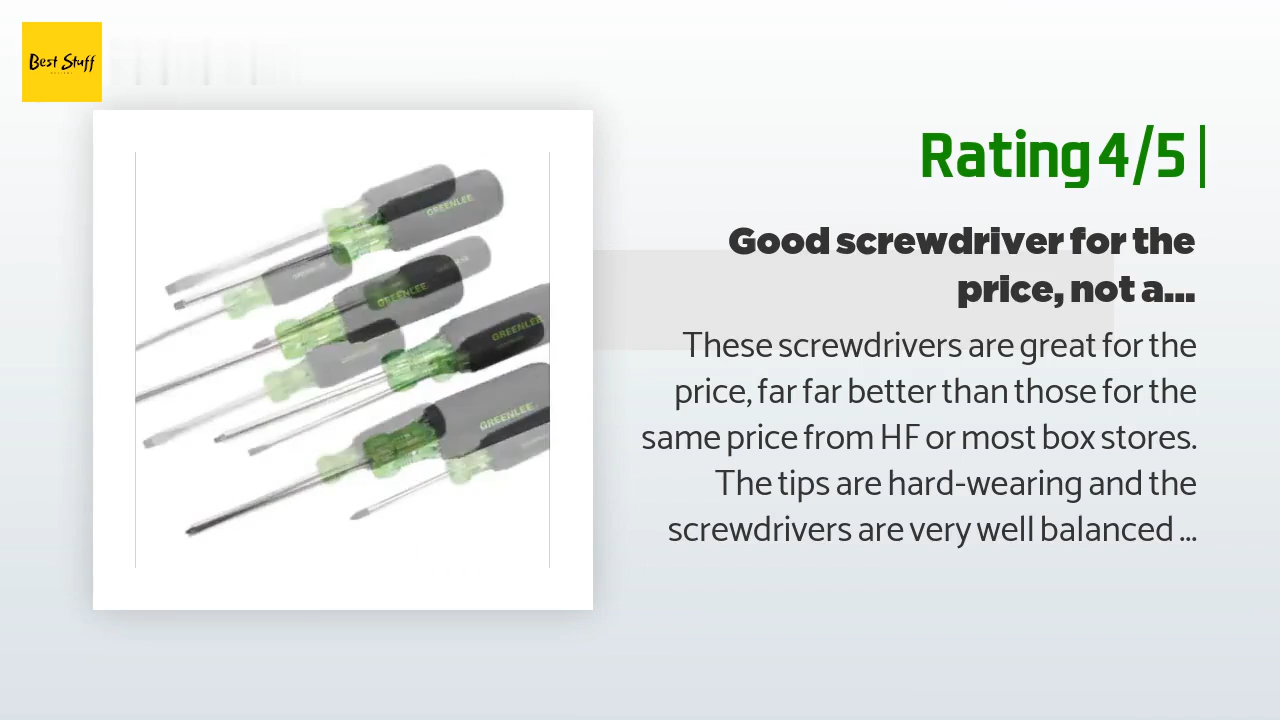 Best Stuff
Rating 4/5
Good screwdriver for the
price, not a...
These screwdrivers are great for the
price, far far better than those for the
same price from HF or most box stores.
The tips are hard-wearing and the
screwdrivers are very well balanced ...
GREENLEE
GREENLEE
GREENLEE
GREENLEE